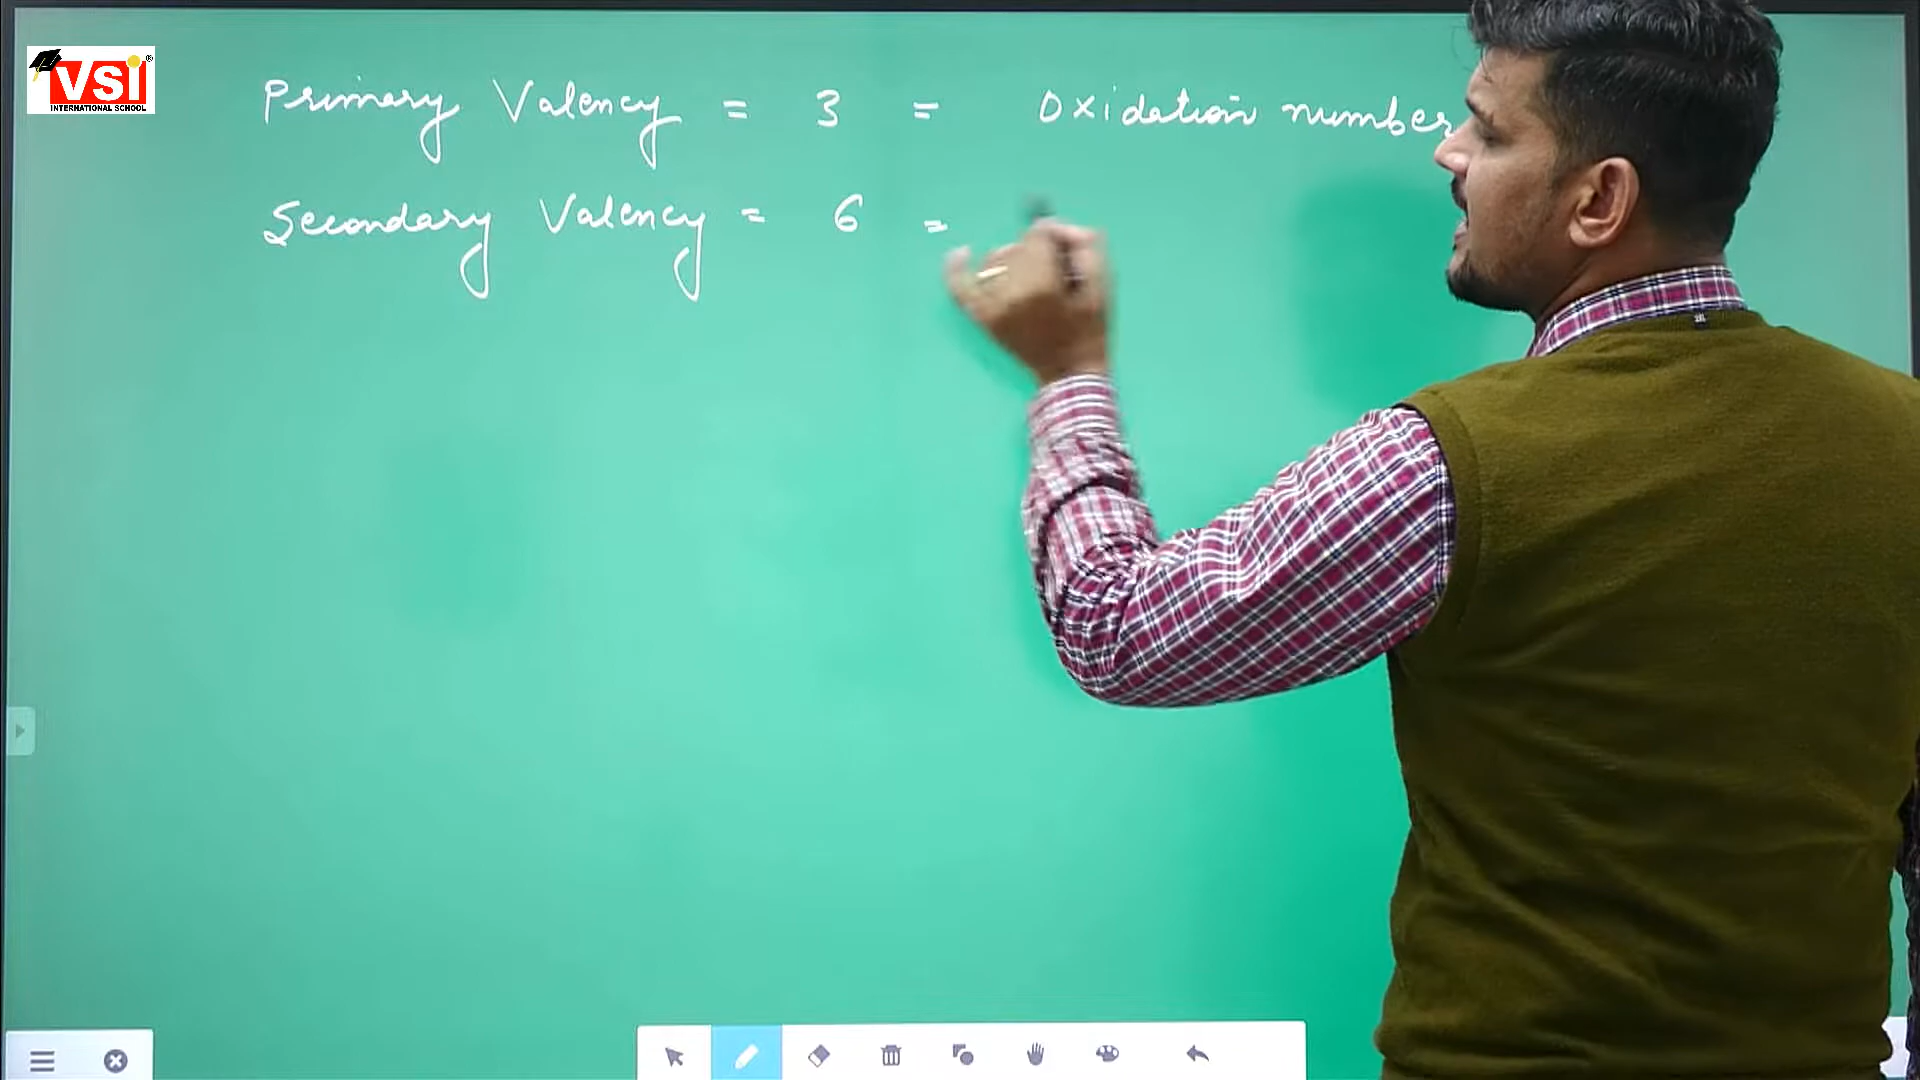 VSI
INTERNATIONAL SCHOOL
Primary Valency = 3 = Oxidation number
Secondary Valency = 6 =